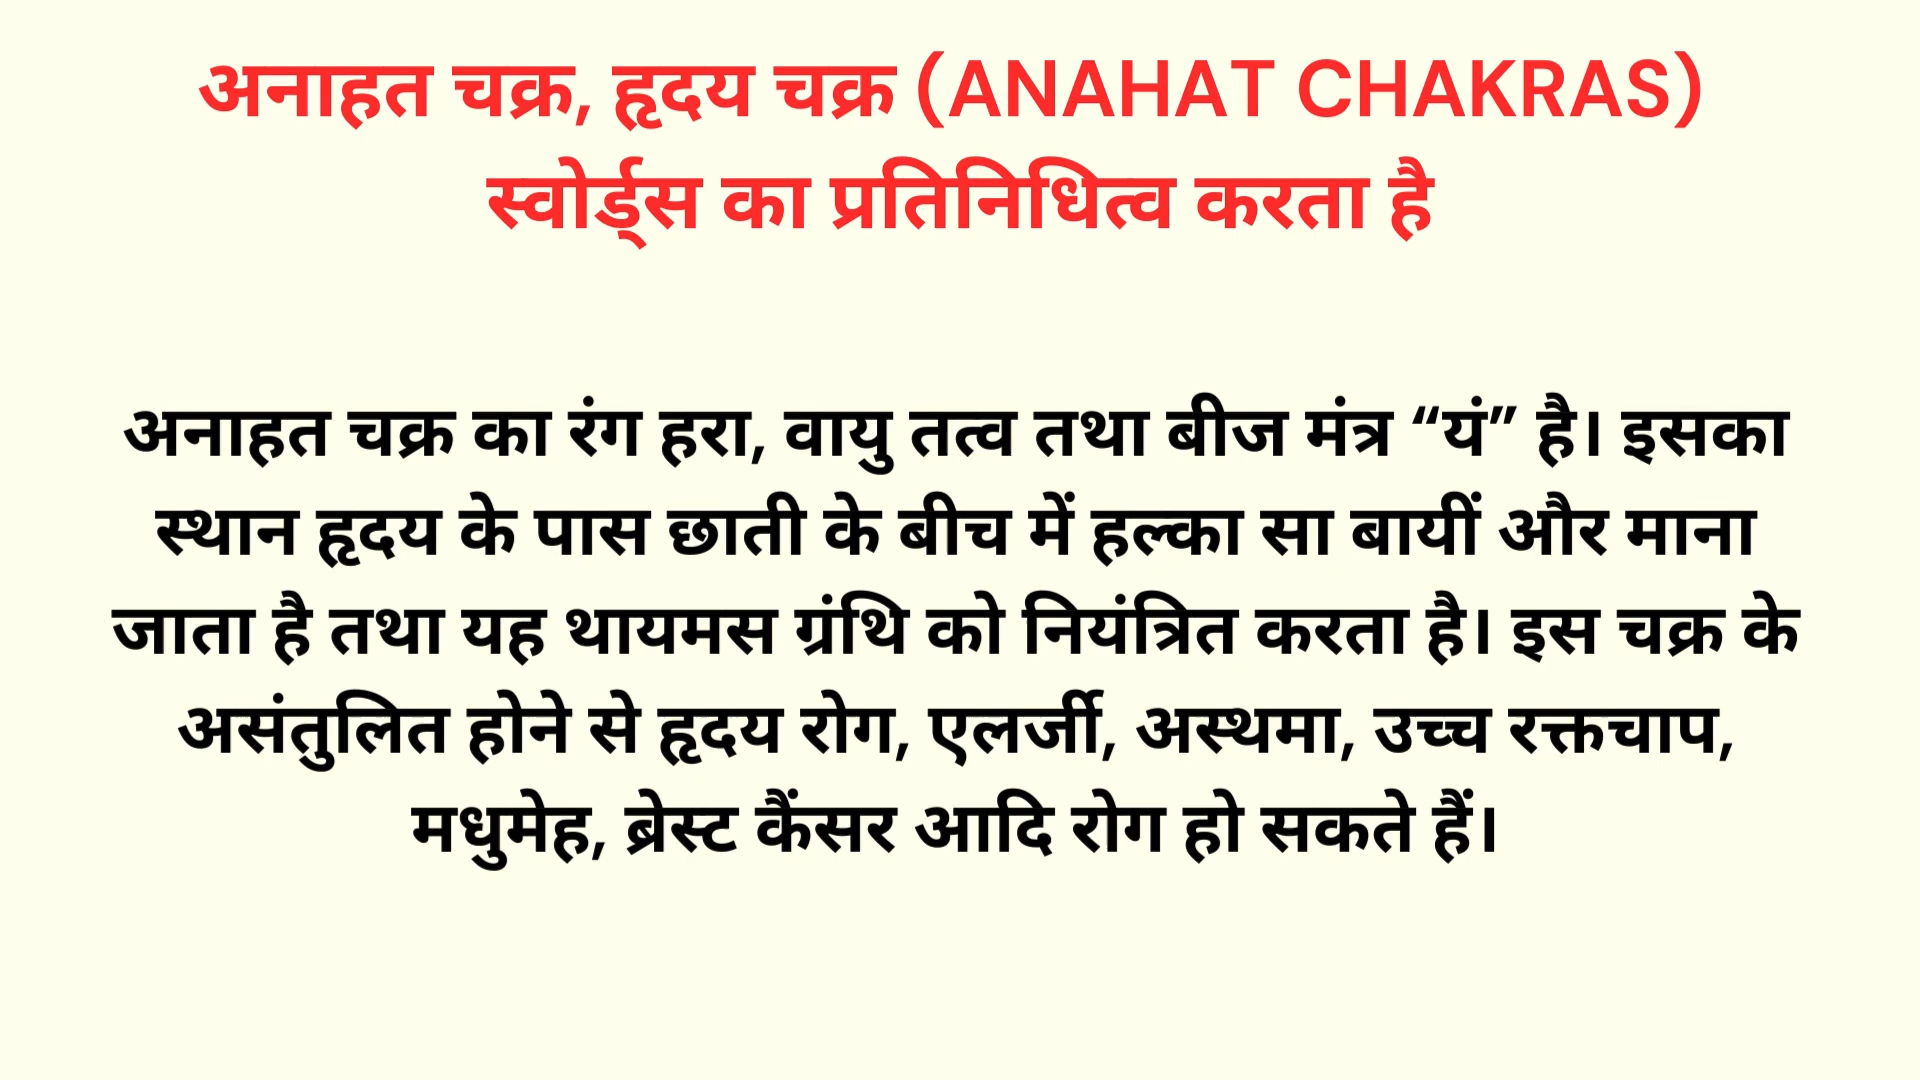 अनाहत चक्र, हृदय चक्र (ANAHAT CHAKRAS)
स्वोर्ड्स का प्रतिनिधित्व करता है
अनाहत चक्र का रंग हरा, वायु तत्व तथा बीज मंत्र “यं” है। इसका
स्थान हृदय के पास छाती के बीच में हल्का सा बायीं और माना
जाता है तथा यह थायमस ग्रंथि को नियंत्रित करता है। इस चक्र के
असंतुलित होने से हृदय रोग, एलर्जी, अस्थमा, उच्च रक्तचाप,
मधुमेह, ब्रेस्ट कैंसर आदि रोग हो सकते हैं।